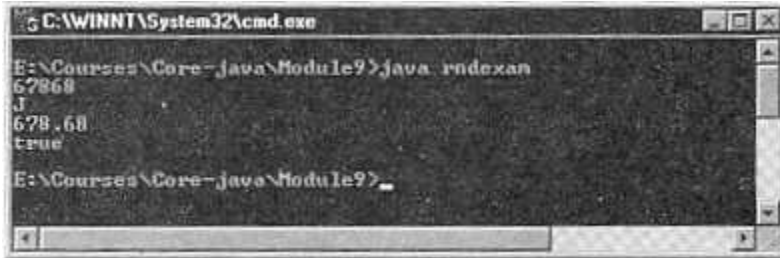 C:\WINNT\System32\cmd.exe
E:\Courses\Core-java\Module9>java rndexam
67868
J
678.68
true
E:\Courses\Core-java\Module9>_